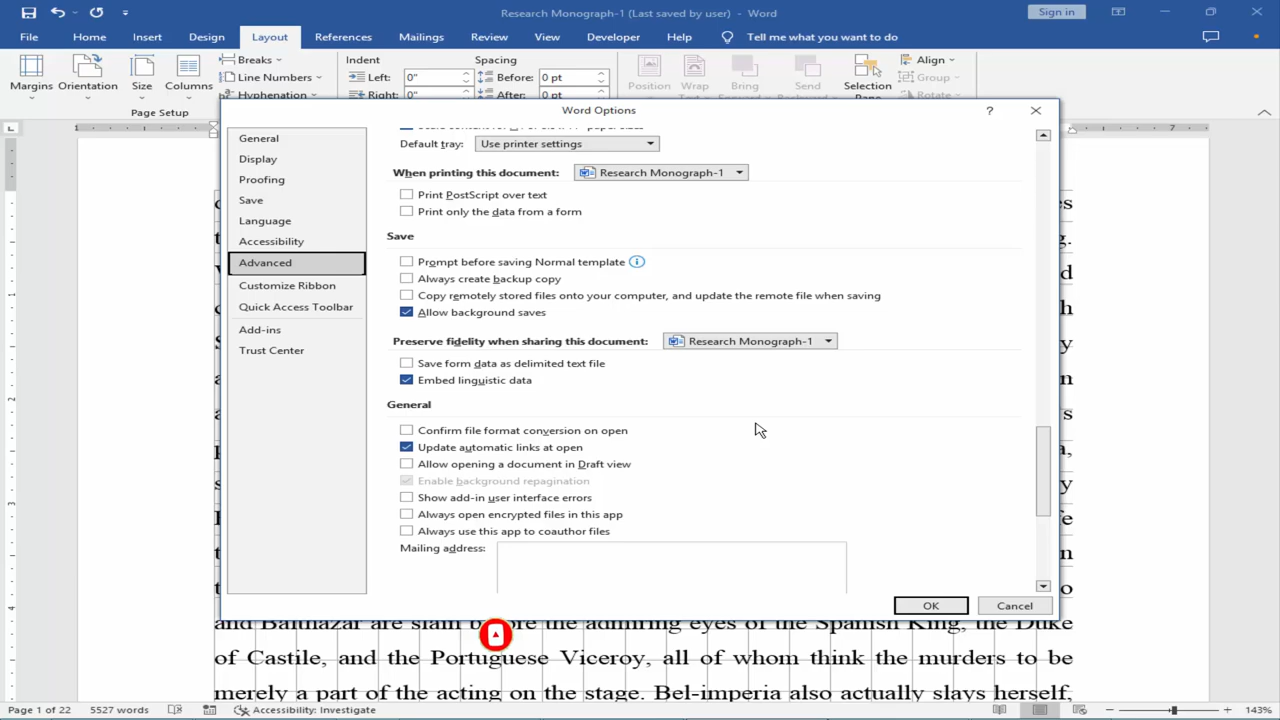 Research Monograph-1 (Last saved by user) - Word
Sign in
File Home Insert Design Layout References Mailings Review View Developer Help Tell me what you want to do
Margins Orientation Size Columns
Breaks
Line Numbers
Hyphenation
Page Setup
Indent
Left: 0"
Right: 0"
Spacing
Before: 0 pt
After: 0 pt
Position Wrap Bring Send Selection
Align
Group
Rotate
1 7
Word Options
General
Display
Proofing
Save
Language
Accessibility
Advanced
Customize Ribbon
Quick Access Toolbar
Add-ins
Trust Center
Default tray: Use printer settings
When printing this document: Research Monograph-1
Print PostScript over text
Print only the data from a form
Save
Prompt before saving Normal template
Always create backup copy
Copy remotely stored files onto your computer, and update the remote file when saving
Allow background saves
Preserve fidelity when sharing this document: Research Monograph-1
Save form data as delimited text file
Embed linguistic data
General
Confirm file format conversion on open
Update automatic links at open
Allow opening a document in Draft view
Enable background repagination
Show add-in user interface errors
Always open encrypted files in this app
Always use this app to coauthor files
Mailing address:
OK Cancel
and Balthazar are slain before the admiring eyes of the Spanish King, the Duke
of Castile, and the Portuguese Viceroy, all of whom think the murders to be
merely a part of the acting on the stage. Bel-imperia also actually slays herself,
Page 1 of 22 5527 words Accessibility: Investigate 143%